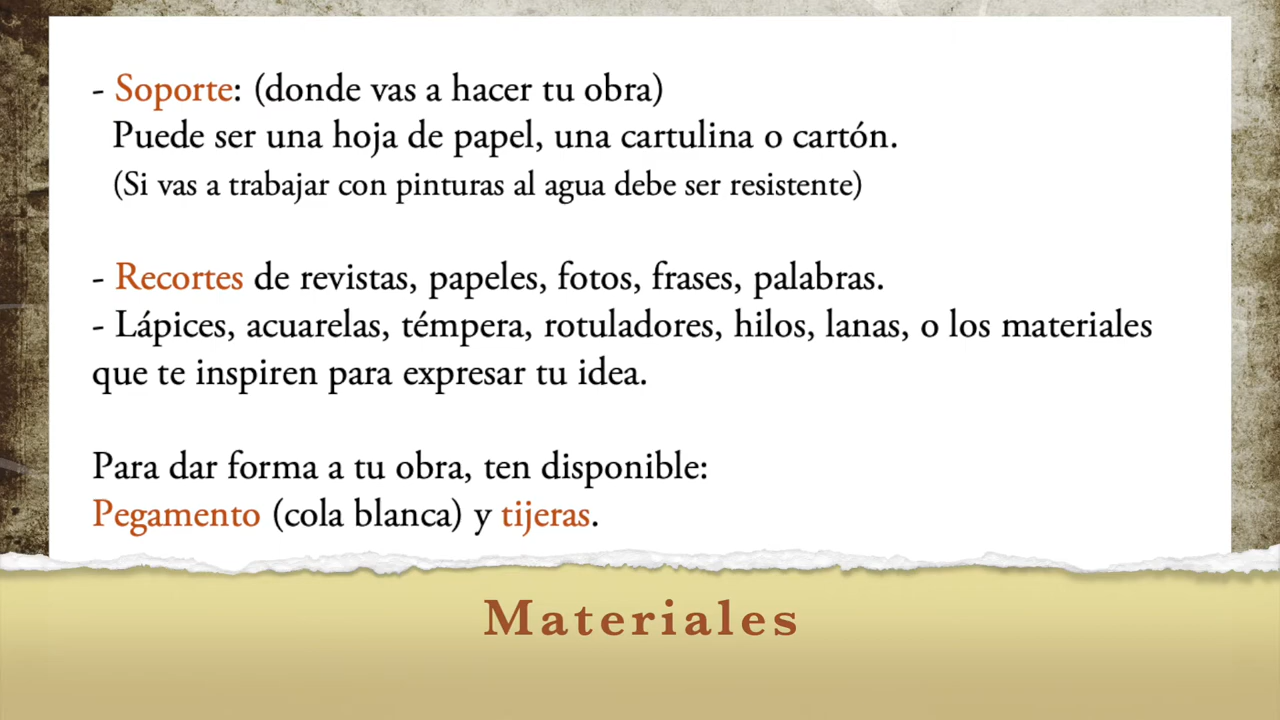 - Soporte: (donde vas a hacer tu obra)
Puede ser una hoja de papel, una cartulina o cartón.
(Si vas a trabajar con pinturas al agua debe ser resistente)
- Recortes de revistas, papeles, fotos, frases, palabras.
- Lápices, acuarelas, témpera, rotuladores, hilos, lanas, o los materiales
que te inspiren para expresar tu idea.
Para dar forma a tu obra, ten disponible:
Pegamento (cola blanca) y tijeras.
Materiales